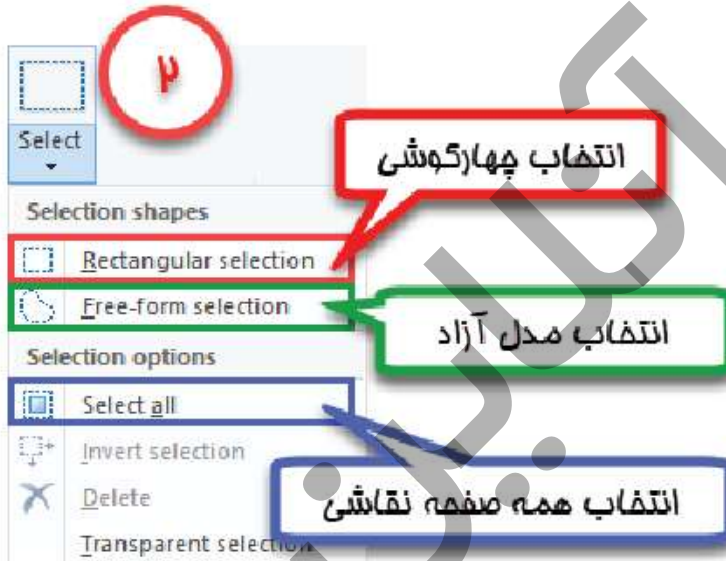 ۲
Select
انتخاب چهارگوشی
Selection shapes
Rectangular selection
Free-form selection
انتخاب مدل آزاد
Selection options
Select all
Invert selection
انتخاب همه صفحه نقاشی
Delete
Transparent selection